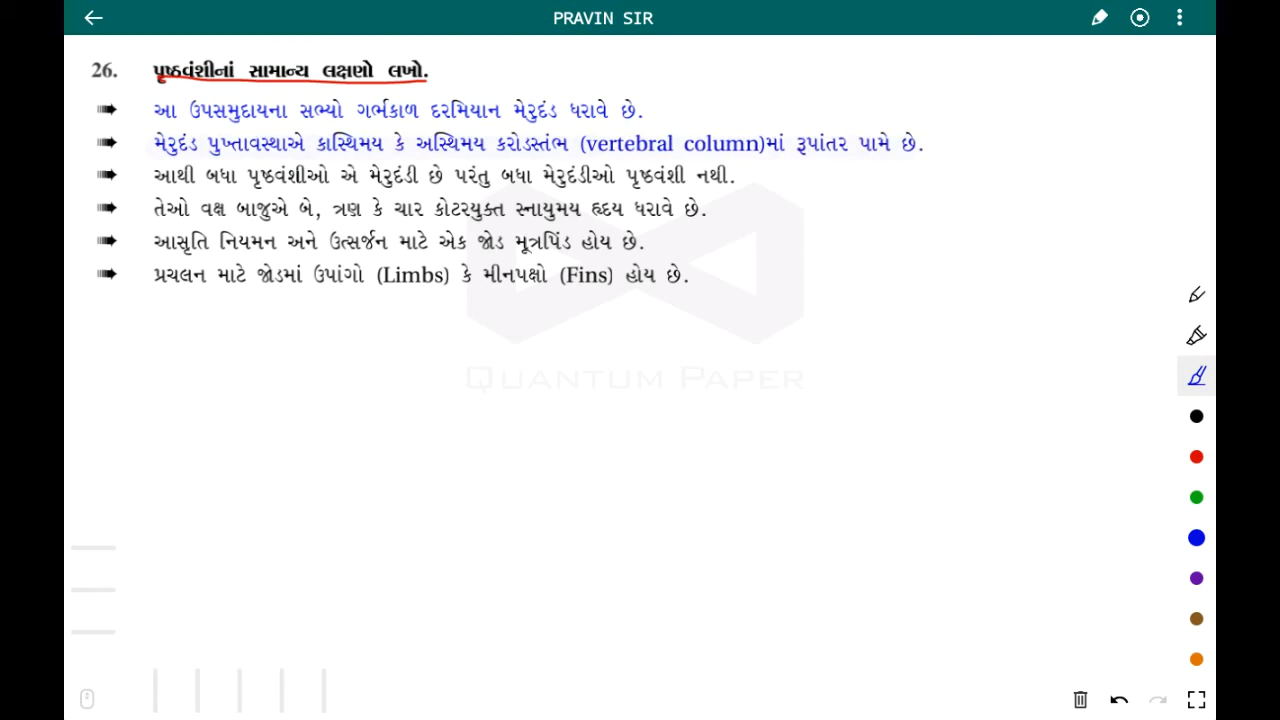 PRAVIN SIR
26. પૃષ્ઠવંશીનાં સામાન્ય લક્ષણો લખો.
આ ઉપસમુદાયના સભ્યો ગર્ભકાળ દરમિયાન મેરુદંડ ધરાવે છે.
મેરુદંડ પુખ્તાવસ્થાએ કાસ્થિમય કે અસ્થિમય કરોડસ્તંભ (vertebral column)માં રૂપાંતર પામે છે.
આથી બધા પૃષ્ઠવંશીઓ એ મેરુદંડી છે પરંતુ બધા મેરુદંડીઓ પૃષ્ઠવંશી નથી.
તેઓ વક્ષ બાજુએ બે, ત્રણ કે ચાર કોટરયુક્ત સ્નાયુમય હૃદય ધરાવે છે.
આસૃતિ નિયમન અને ઉત્સર્જન માટે એક જોડ મૂત્રપિંડ હોય છે.
પ્રચલન માટે જોડમાં ઉપાંગો (Limbs) કે મીનપક્ષો (Fins) હોય છે.
QUANTUM PAPER